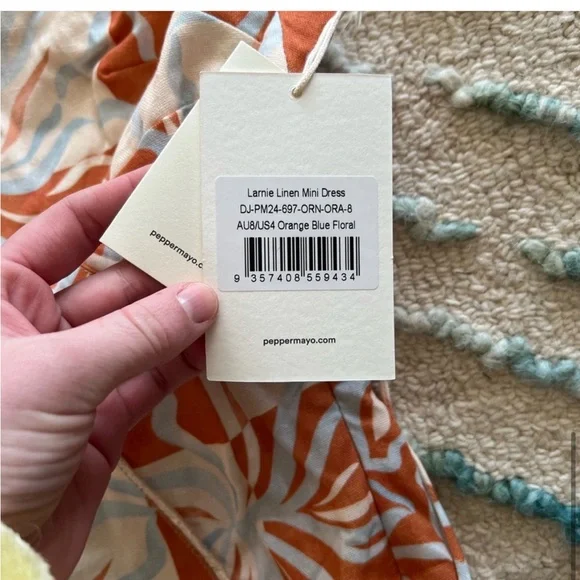 Larnie Linen Mini Dress
DJ-PM24-697-ORN-ORA-8
AU8/US4 Orange Blue Floral
9 357408 559434
peppermayo.com
peppermayo.co